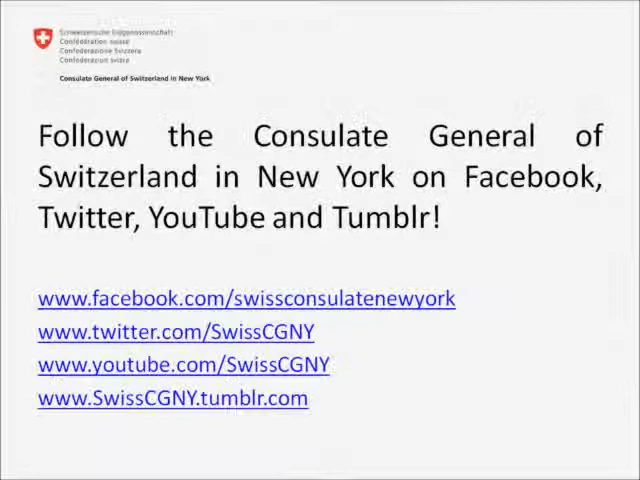 Schweizerische Eidgenossenschaft
Confédération suisse
Confederazione Svizzera
Confederaziun svizra
Consulate General of Switzerland in New York
Follow the Consulate General of
Switzerland in New York on Facebook,
Twitter, YouTube and Tumblr!
www.facebook.com/swissconsulatenewyork
www.twitter.com/SwissCGNY
www.youtube.com/SwissCGNY
www.SwissCGNY.tumblr.com